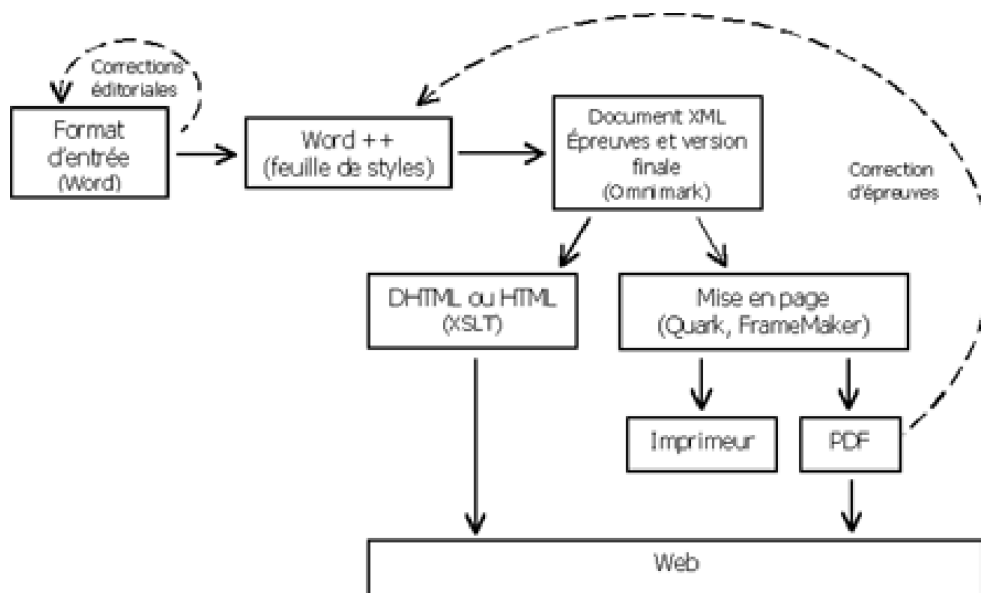 Corrections
éditoriales
Format
d'entrée
(Word)
Word ++
(feuille de styles)
Document XML
Épreuves et version
finale
(Omnimark)
Correction
d'épreuves
DHTML ou HTML
(XSLT)
Mise en page
(Quark, FrameMaker)
Imprimeur
PDF
Web